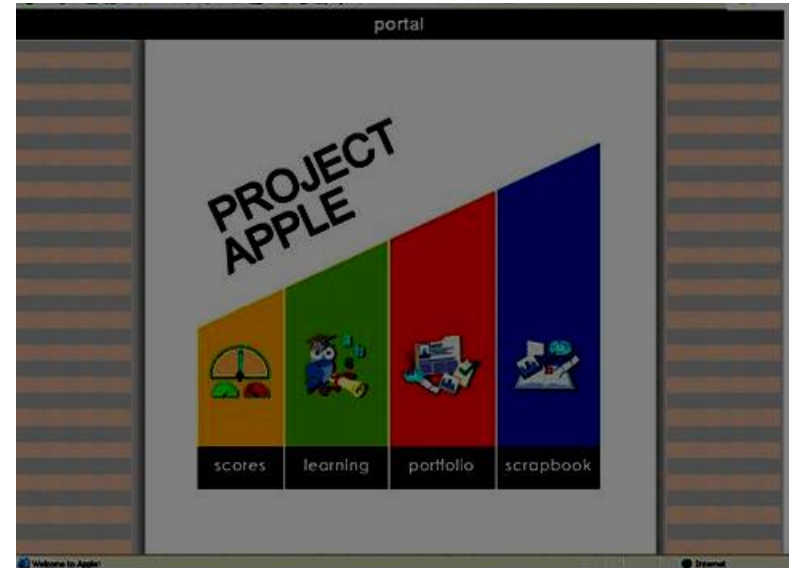 portal
PROJECT
APPLE
scores
learning
portfolio
scrapbook
Welcome to Apple!
Internet